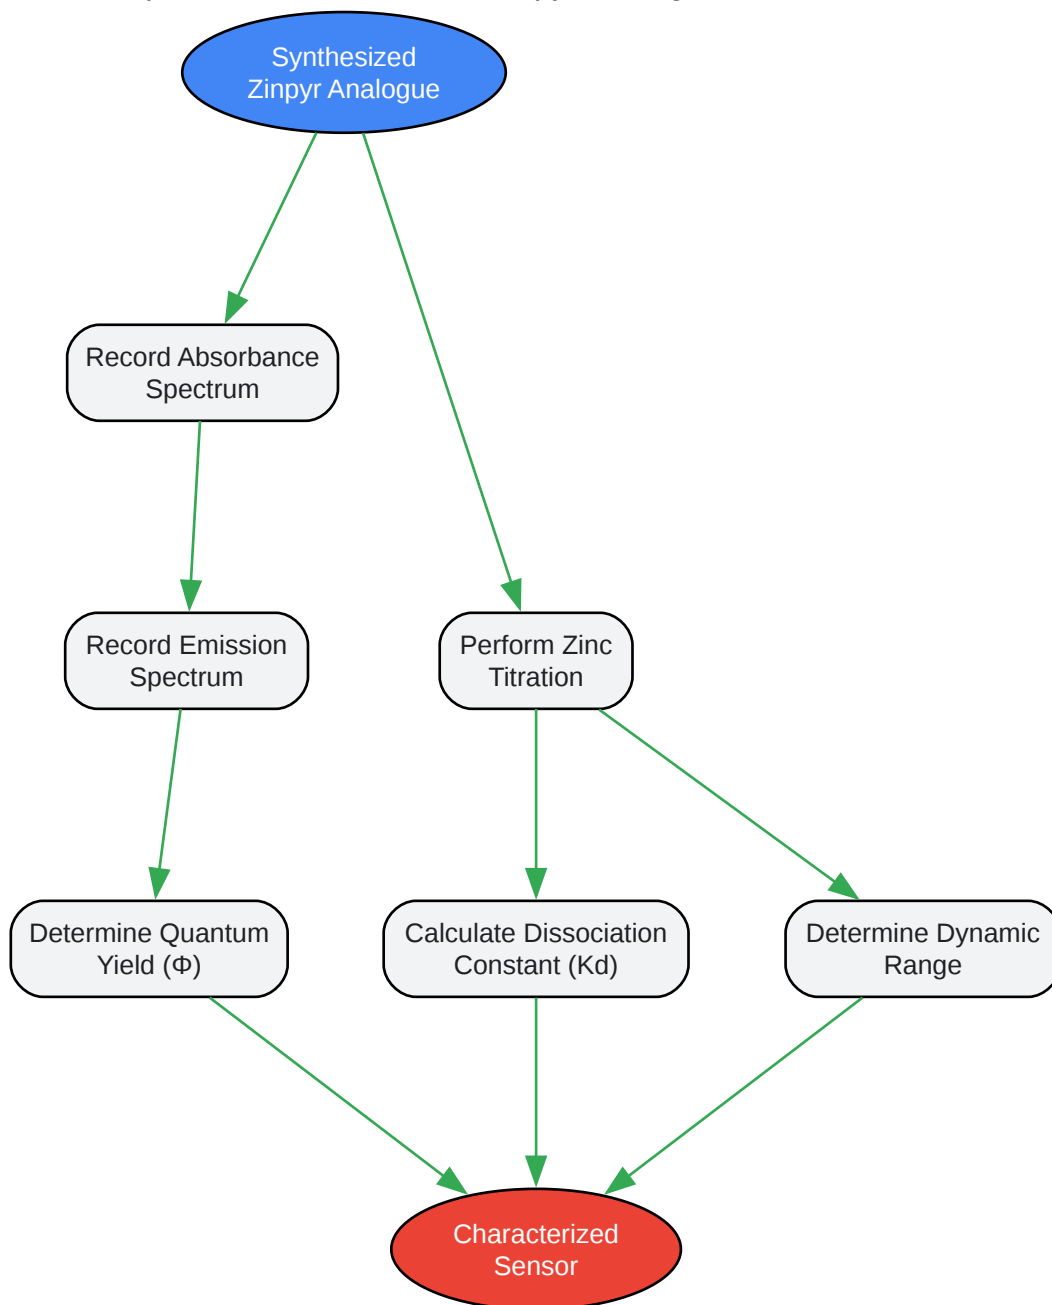 Synthesized
Zinpyr Analogue
Record Absorbance
Spectrum
Record Emission
Spectrum
Perform Zinc
Titration
Determine Quantum
Yield (Φ)
Calculate Dissociation
Constant (Kd)
Determine Dynamic
Range
Characterized
Sensor